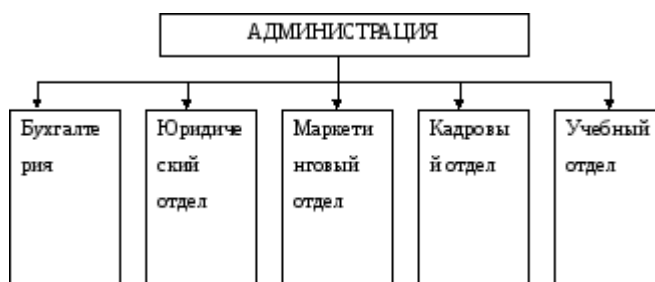 АДМИНИСТРАЦИЯ
Бухгалте
рия
Юридиче
ский
отдел
Маркети
нговый
отдел
Кадровы
й отдел
Учебный
отдел